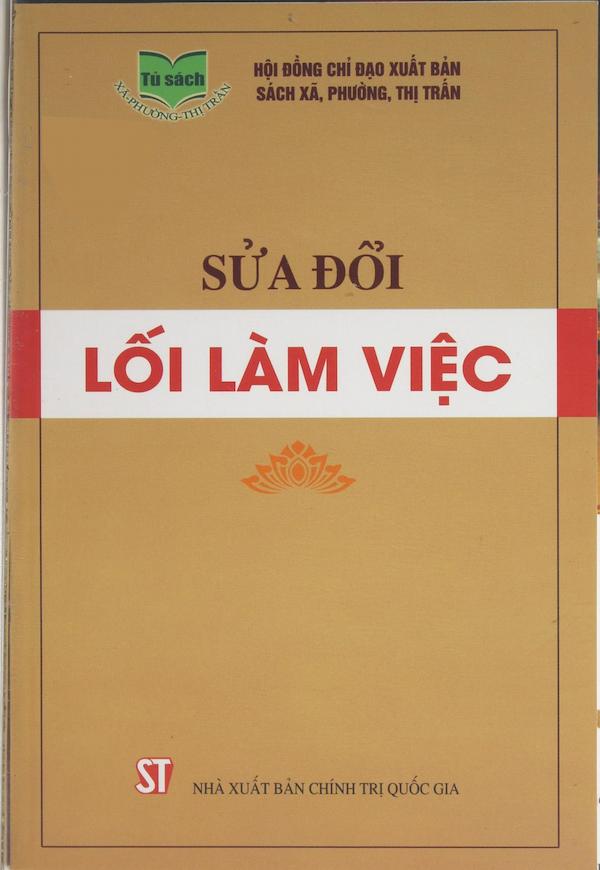 Tủ sách
XÃ-PHƯỜNG-THỊ TRẤN
HỘI ĐỒNG CHỈ ĐẠO XUẤT BẢN
SÁCH XÃ, PHƯỜNG, THỊ TRẤN
SỬA ĐỔI
LỐI LÀM VIỆC
ST
NHÀ XUẤT BẢN CHÍNH TRỊ QUỐC GIA